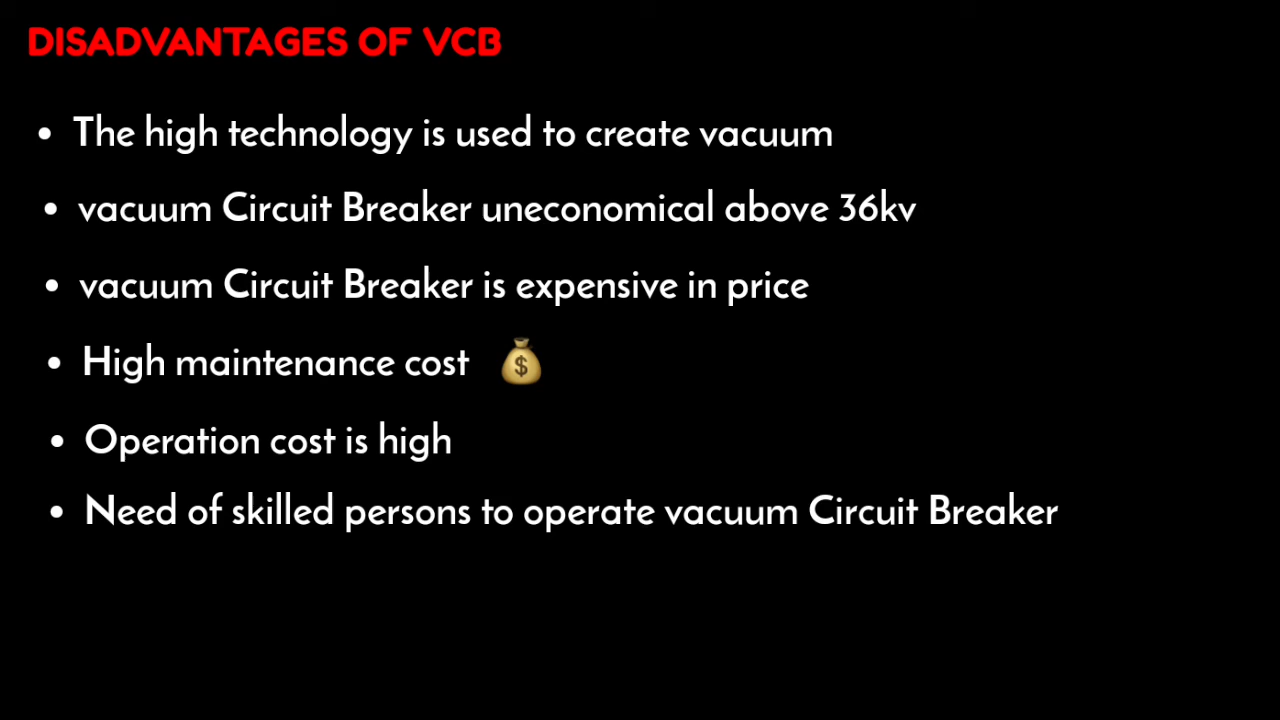 DISADVANTAGES OF VCB
• The high technology is used to create vacuum
• vacuum Circuit Breaker uneconomical above 36kv
• vacuum Circuit Breaker is expensive in price
• High maintenance cost 💰
• Operation cost is high
• Need of skilled persons to operate vacuum Circuit Breaker